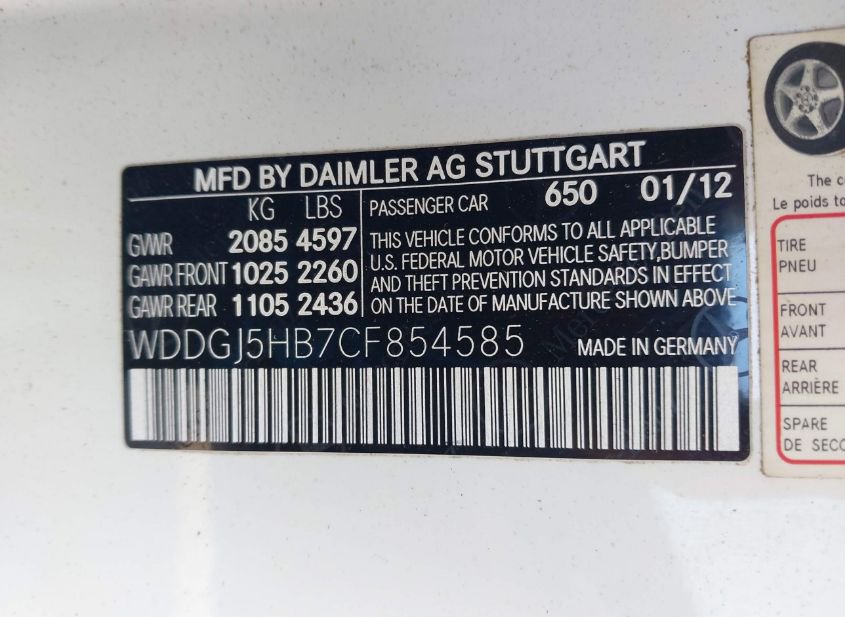 MFD BY DAIMLER AG STUTTGART
KG LBS
GVWR 2085 4597
GAWR FRONT 1025 2260
GAWR REAR 1105 2436
PASSENGER CAR 650 01/12
THIS VEHICLE CONFORMS TO ALL APPLICABLE
U.S. FEDERAL MOTOR VEHICLE SAFETY,BUMPER
AND THEFT PREVENTION STANDARDS IN EFFECT
ON THE DATE OF MANUFACTURE SHOWN ABOVE
WDDGJ5HB7CF854585 MADE IN GERMANY
The
Le poids
TIRE
PNEU
FRONT
AVANT
REAR
ARRIÈRE
SPARE
DE